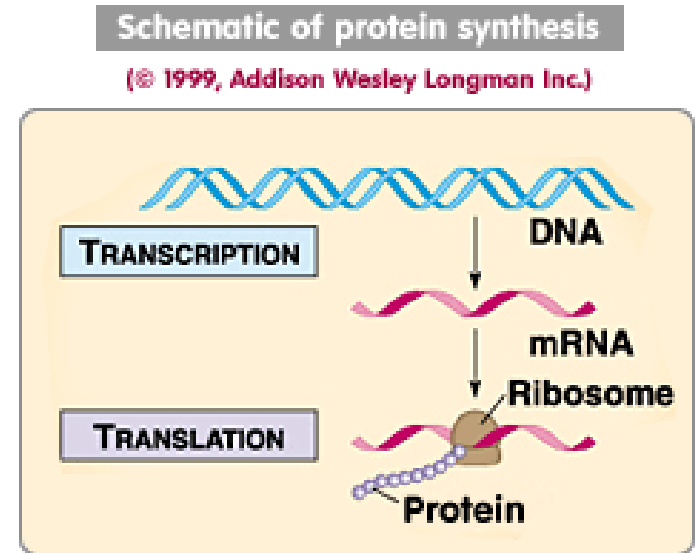 Schematic of protein synthesis
(© 1999, Addison Wesley Longman Inc.)
DNA
TRANSCRIPTION
mRNA
Ribosome
TRANSLATION
Protein